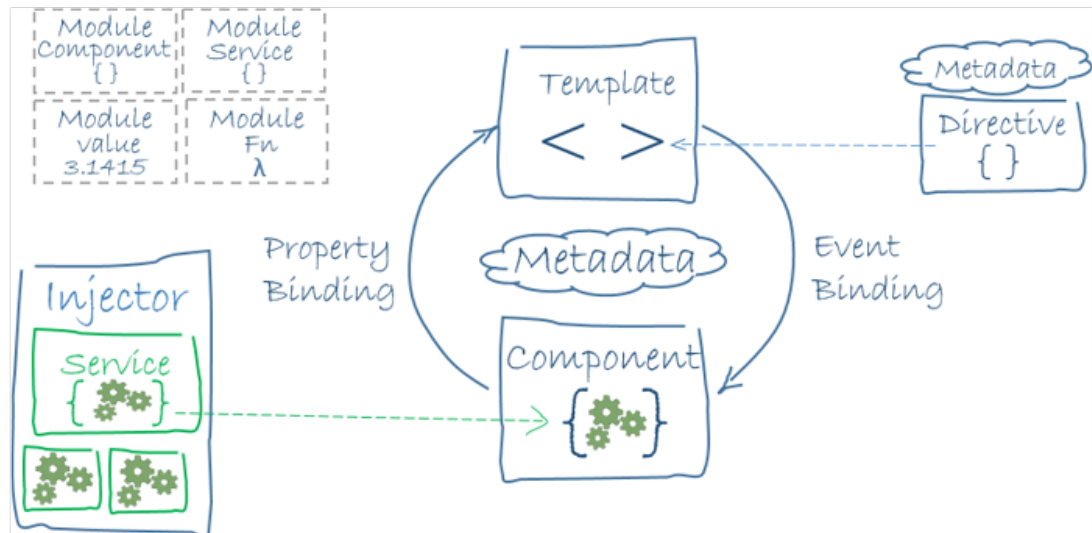 Module
Component
{ }
Module
Service
{ }
Module
value
3.1415
Module
Fn
λ
Template
< >
Metadata
Directive
{ }
Property
Binding
Metadata
Event
Binding
Injector
Service
{ }
Component
{ }